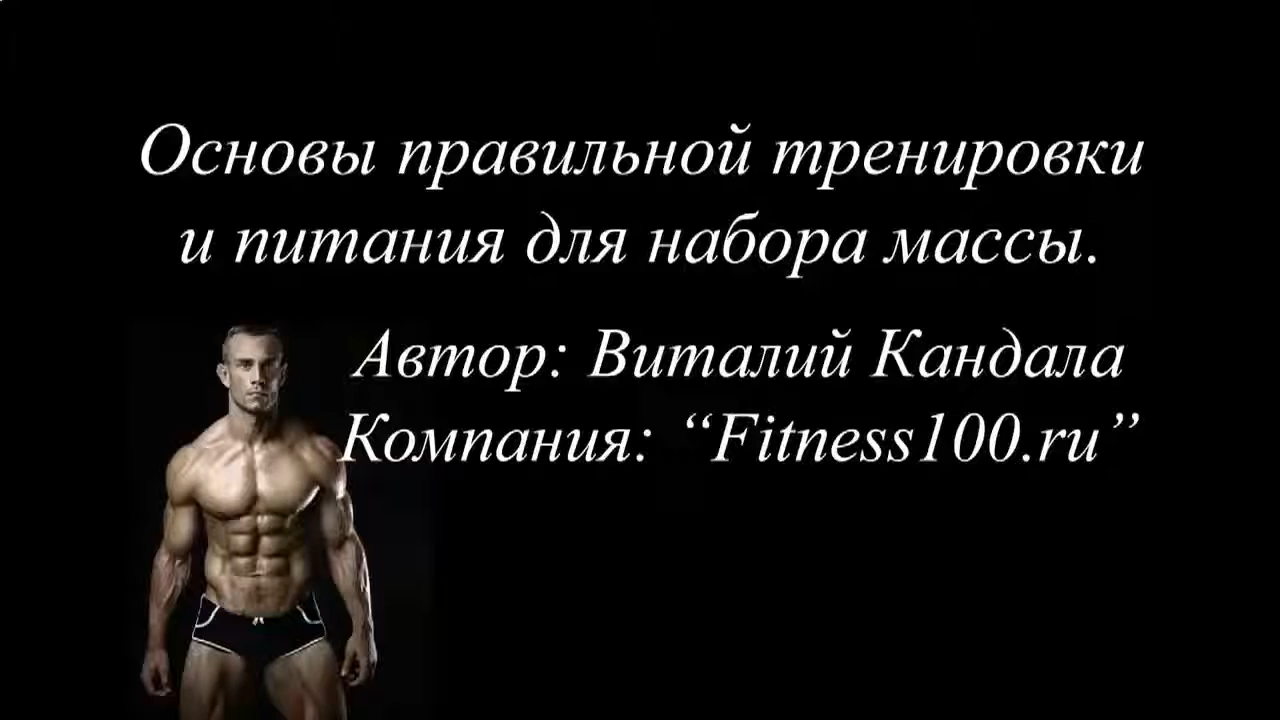 Основы правильной тренировки
и питания для набора массы.
Автор: Виталий Кандала
Компания: “Fitness100.ru”